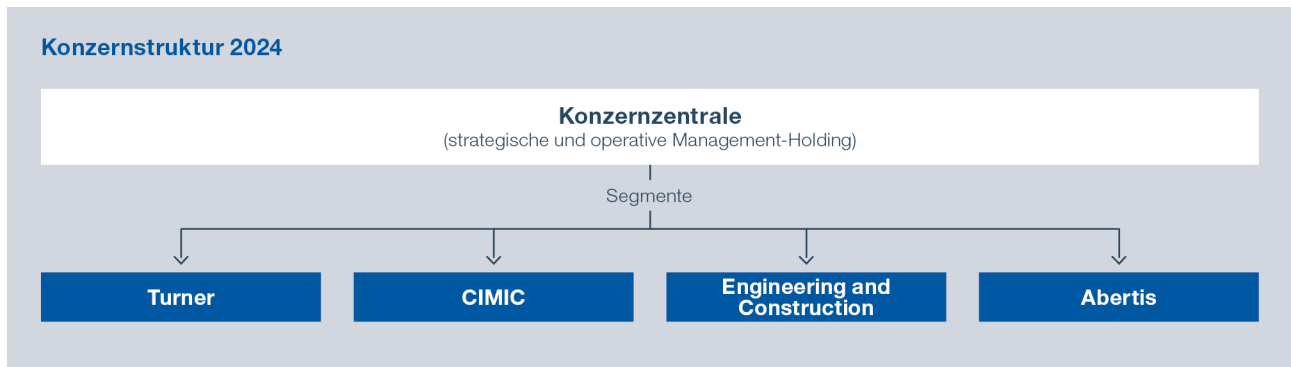 Konzernstruktur 2024
Konzernzentrale
(strategische und operative Management-Holding)
Segmente
Turner
CIMIC
Engineering and
Construction
Abertis